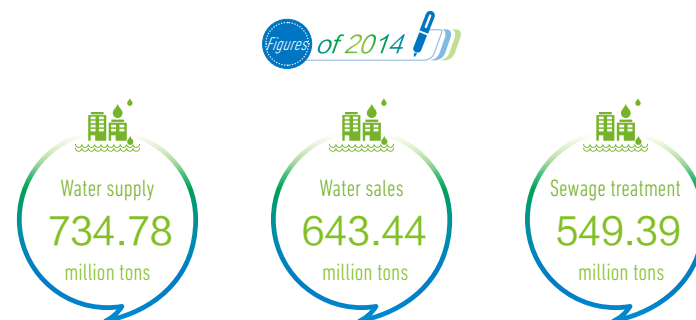 Figures of 2014
Water supply
734.78
million tons
Water sales
643.44
million tons
Sewage treatment
549.39
million tons